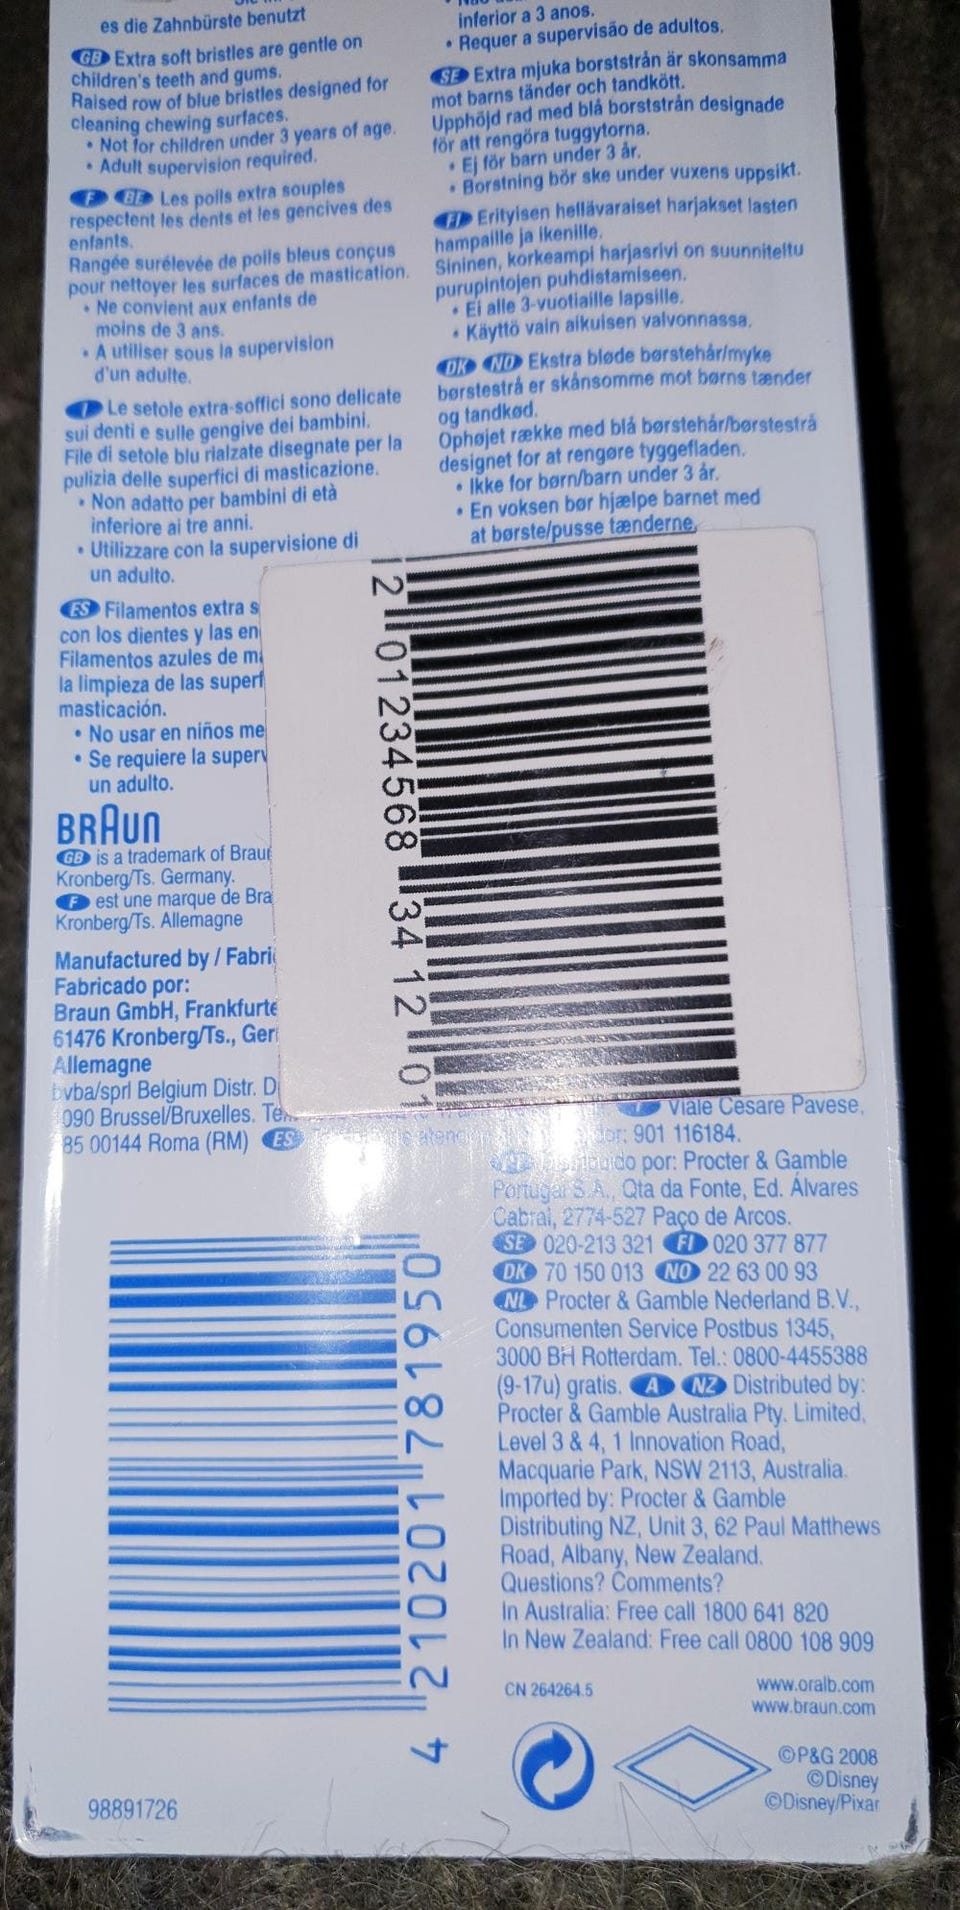 es die Zahnbürste benutzt
GB Extra soft bristles are gentle on
children's teeth and gums.
Raised row of blue bristles designed for
cleaning chewing surfaces.
• Not for children under 3 years of age.
• Adult supervision required.
F BE Les poils extra souples
respectent les dents et les gencives des
enfants.
Rangée surélevée de poils bleus conçus
pour nettoyer les surfaces de mastication.
• Ne convient aux enfants de
moins de 3 ans.
• A utiliser sous la supervision
d'un adulte.
I Le setole extra-soffici sono delicate
sui denti e sulle gengive dei bambini.
File di setole blu rialzate disegnate per la
pulizia delle superfici di masticazione.
• Non adatto per bambini di età
inferiore ai tre anni.
• Utilizzare con la supervisione di
un adulto.
ES Filamentos extra s
con los dientes y las en
Filamentos azules de m
la limpieza de las superf
masticación.
• No usar en niños me
• Se requiere la superv
un adulto.
BRAUN
GB is a trademark of Braun
Kronberg/Ts. Germany.
F est une marque de Bra
Kronberg/Ts. Allemagne
Manufactured by / Fabri
Fabricado por:
Braun GmbH, Frankfurte
61476 Kronberg/Ts., Ger
Allemagne
bvba/sprl Belgium Distr. D
1090 Brussel/Bruxelles.
85 00144 Roma (RM) ES
inferior a 3 anos.
• Requer a supervisão de adultos.
SE Extra mjuka borststrån är skonsamma
mot barns tänder och tandkött.
Upphöjd rad med blå borststrån designade
för att rengöra tuggytorna.
• Ej för barn under 3 år.
• Borstning bör ske under vuxens uppsikt.
FI Erityisen hellävaraiset harjakset lasten
hampaille ja ikenille.
Sininen, korkeampi harjasrivi on suunniteltu
purupintojen puhdistamiseen.
• Ei alle 3-vuotiaille lapsille.
• Käyttö vain aikuisen valvonnassa.
DK NO Ekstra bløde børstehår/myke
børstestrå er skånsomme mot børns tænder
og tandkød.
Ophøjet række med blå børstehår/børstestrå
designet for at rengøre tyggefladen.
• Ikke for børn/barn under 3 år.
• En voksen bør hjælpe barnet med
at børste/pusse tænderne.
2 01234568 34 12 01
I Viale Cesare Pavese,
901 116184.
por: Procter & Gamble
Portugal S.A., Qta da Fonte, Ed. Álvares
Cabral, 2774-527 Paço de Arcos.
SE 020-213 321 FI 020 377 877
DK 70 150 013 NO 22 63 00 93
NL Procter & Gamble Nederland B.V.,
Consumenten Service Postbus 1345,
3000 BH Rotterdam. Tel.: 0800-4455388
(9-17u) gratis. A NZ Distributed by:
Procter & Gamble Australia Pty. Limited,
Level 3 & 4, 1 Innovation Road,
Macquarie Park, NSW 2113, Australia.
Imported by: Procter & Gamble
Distributing NZ, Unit 3, 62 Paul Matthews
Road, Albany, New Zealand.
Questions? Comments?
In Australia: Free call 1800 641 820
In New Zealand: Free call 0800 108 909
CN 264264.5
www.oralb.com
www.braun.com
©P&G 2008
©Disney
©Disney/Pixar
4 210201 781950
98891726